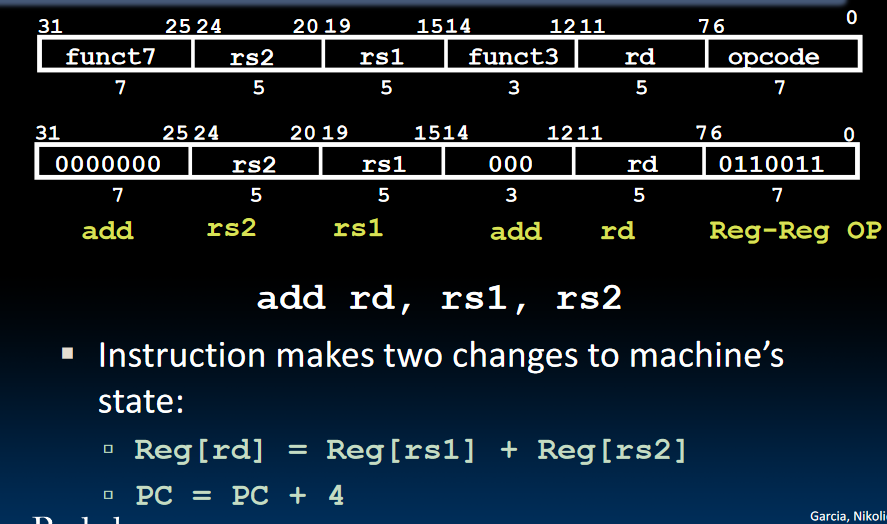 31 25 24 20 19 15 14 12 11 7 6 0
funct7 rs2 rs1 funct3 rd opcode
7 5 5 3 5 7
31 25 24 20 19 15 14 12 11 7 6 0
0000000 rs2 rs1 000 rd 0110011
7 5 5 3 5 7
add rs2 rs1 add rd Reg-Reg OP
add rd, rs1, rs2
▪ Instruction makes two changes to machine's
state:
▫ Reg[rd] = Reg[rs1] + Reg[rs2]
▫ PC = PC + 4
Garcia,